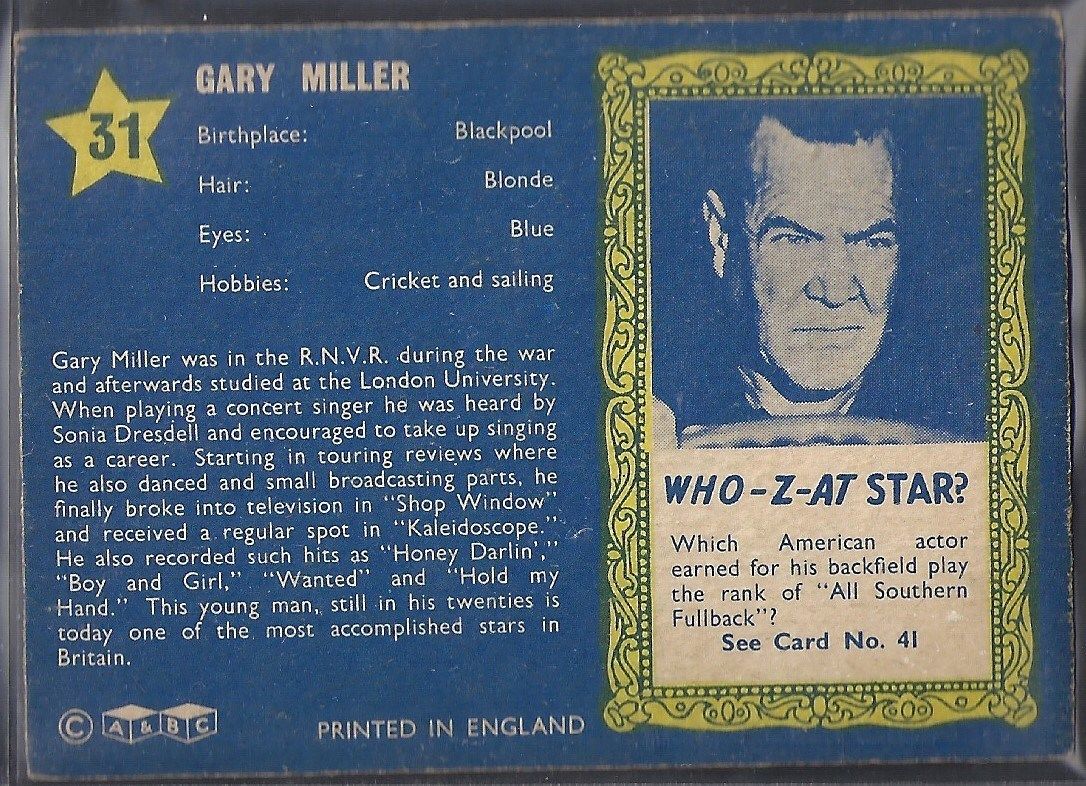 31
GARY MILLER
Birthplace: Blackpool
Hair: Blonde
Eyes: Blue
Hobbies: Cricket and sailing
Gary Miller was in the R.N.V.R. during the war
and afterwards studied at the London University.
When playing a concert singer he was heard by
Sonia Dresdell and encouraged to take up singing
as a career. Starting in touring reviews where
he also danced and small broadcasting parts, he
finally broke into television in "Shop Window"
and received a regular spot in "Kaleidoscope."
He also recorded such hits as "Honey Darlin',"
"Boy and Girl," "Wanted" and "Hold my
Hand." This young man, still in his twenties is
today one of the most accomplished stars in
Britain.
© A & B C
PRINTED IN ENGLAND
WHO-Z-AT STAR?
Which American actor
earned for his backfield play
the rank of "All Southern
Fullback"?
See Card No. 41